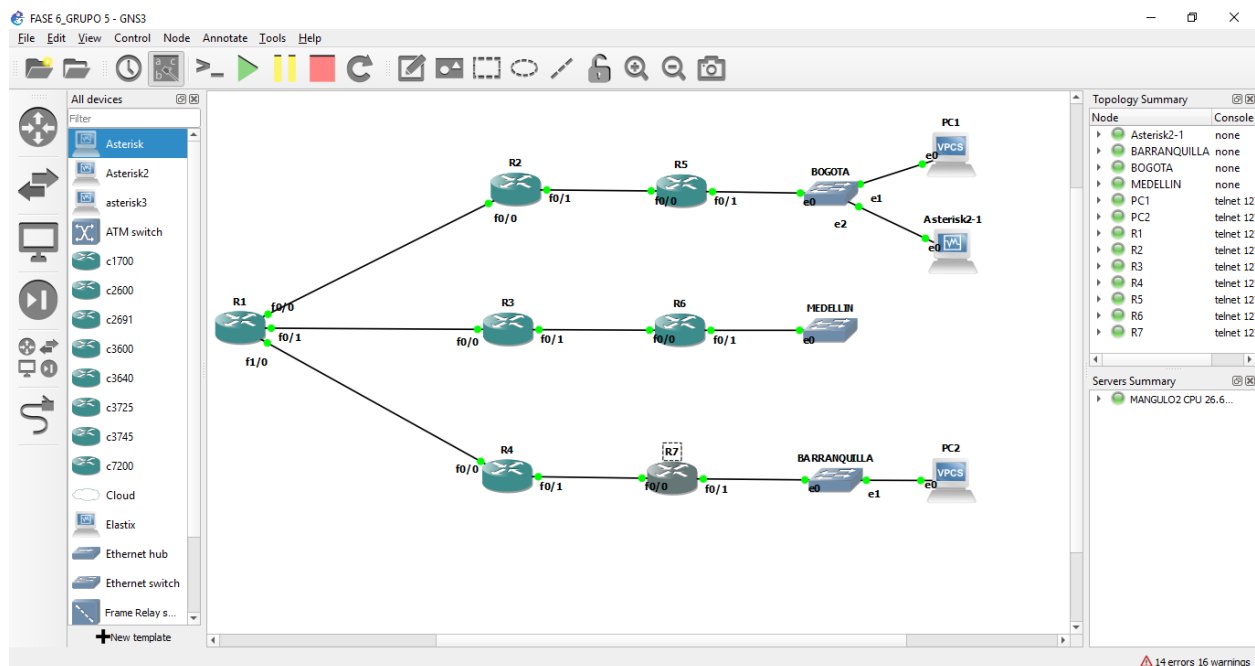 FASE 6_GRUPO 5 - GNS3
File Edit View Control Node Annotate Tools Help
All devices
Filter
Asterisk
Asterisk2
asterisk3
ATM switch
c1700
c2600
c2691
c3600
c3640
c3725
c3745
c7200
Cloud
Elastix
Ethernet hub
Ethernet switch
Frame Relay s...
New template
PC1
VPCS
e0
R2
f0/0
f0/1
R5
f0/0
f0/1
BOGOTA
e0
e1
e2
Asterisk2-1
e0
R1
f0/0
f0/1
f1/0
R3
f0/0
f0/1
R6
f0/0
f0/1
MEDELLIN
e0
R4
f0/0
f0/1
R7
f0/0
f0/1
BARRANQUILLA
e0
e1
PC2
VPCS
e0
Topology Summary
Node Console
Asterisk2-1 none
BARRANQUILLA none
BOGOTA none
MEDELLIN none
PC1 telnet 12
PC2 telnet 12
R1 telnet 12
R2 telnet 12
R3 telnet 12
R4 telnet 12
R5 telnet 12
R6 telnet 12
R7 telnet 12
Servers Summary
MANGULO2 CPU 26.6...
14 errors 16 warnings